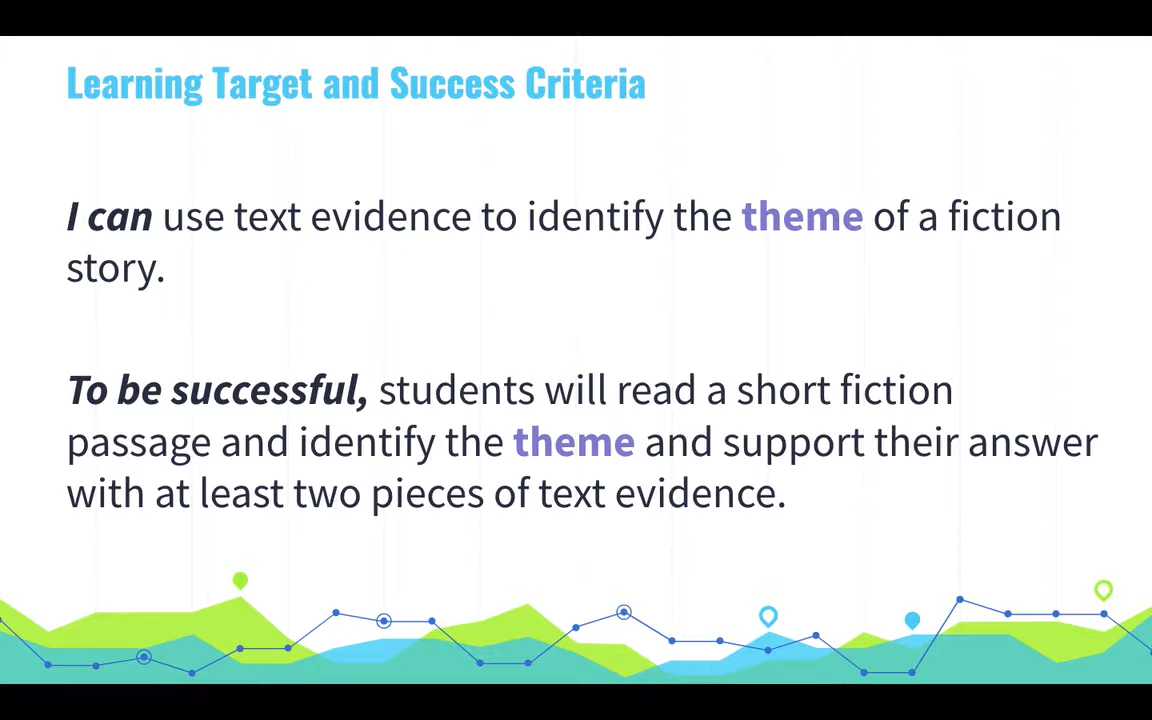 Learning Target and Success Criteria
I can use text evidence to identify the theme of a fiction
story.
To be successful, students will read a short fiction
passage and identify the theme and support their answer
with at least two pieces of text evidence.